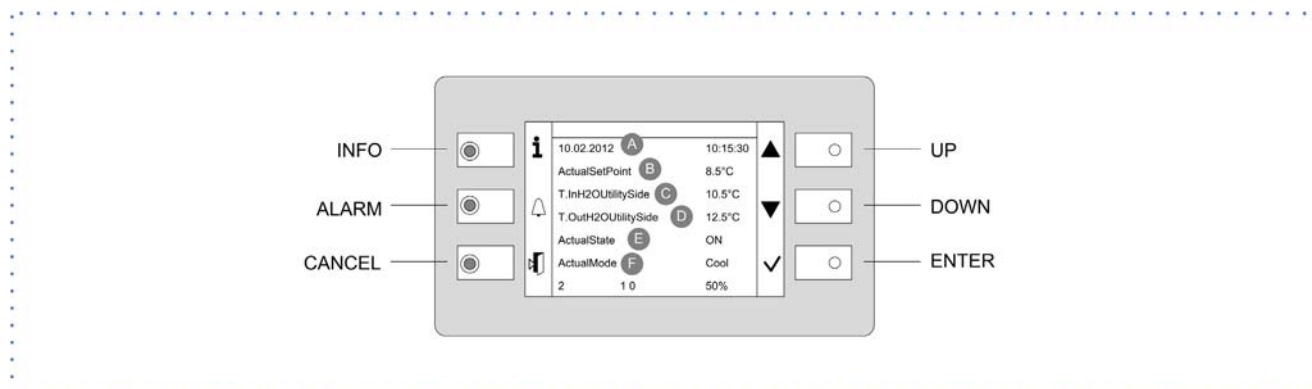 INFO
ALARM
CANCEL
i
10.02.2012 A 10:15:30
ActualSetPoint B 8.5°C
T.InH2OUtilitySide C 10.5°C
T.OutH2OUtilitySide D 12.5°C
ActualState E ON
ActualMode F Cool
2 1 0 50%
UP
DOWN
ENTER